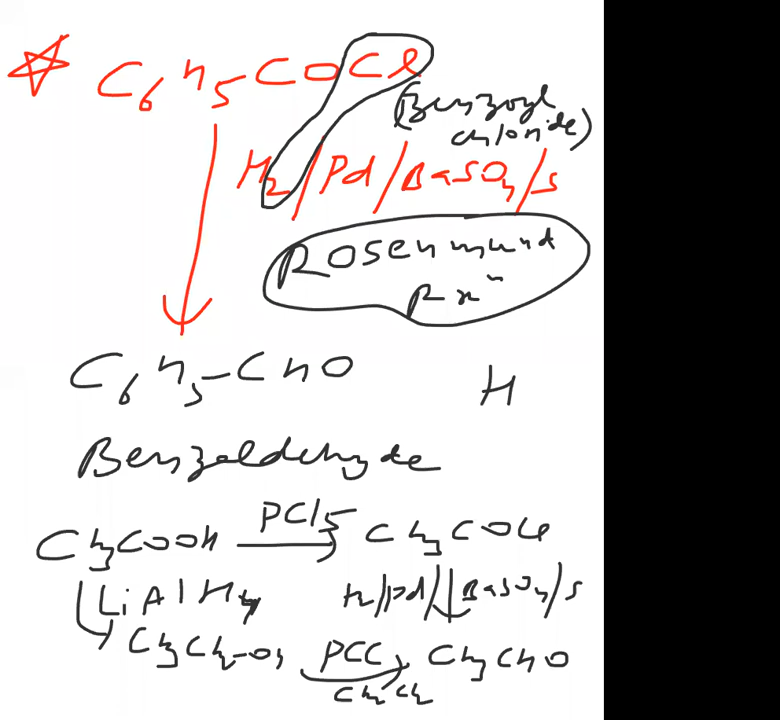 C6H5COCl
(Benzoyl
chloride)
H2/Pd/BaSO4/S
Rosenmund
Rxn
C6H5-CHO
H
Benzaldehyde
CH3COOH PCl5 CH3COCl
LiAlH4 H2/Pd/BaSO4/S
CH3CH2-OH PCC CH3CHO
CH2Cl2